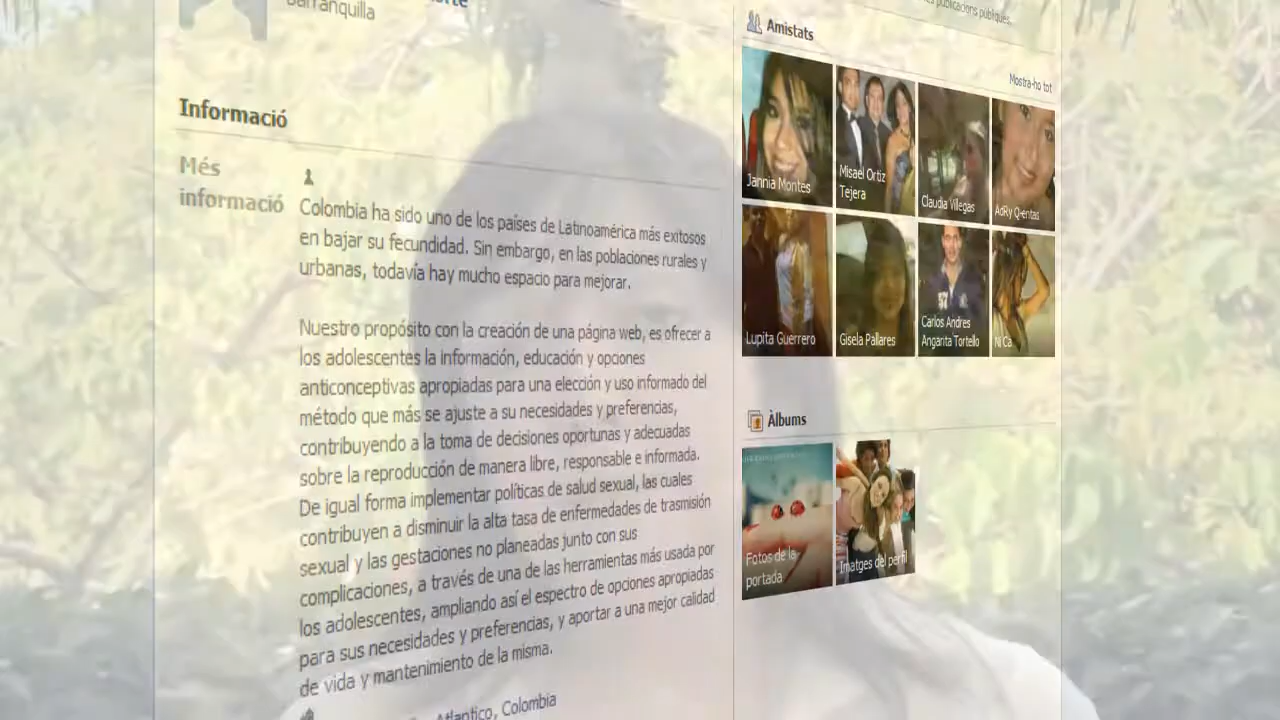 Barranquilla
Informació
Més
informació
Colombia ha sido uno de los países de Latinoamérica más exitosos
en bajar su fecundidad. Sin embargo, en las poblaciones rurales y
urbanas, todavía hay mucho espacio para mejorar.
Nuestro propósito con la creación de una página web, es ofrecer a
los adolescentes la información, educación y opciones
anticonceptivas apropiadas para una elección y uso informado del
método que más se ajuste a su necesidades y preferencias,
contribuyendo a la toma de decisiones oportunas y adecuadas
sobre la reproducción de manera libre, responsable e informada.
De igual forma implementar políticas de salud sexual, las cuales
contribuyen a disminuir la alta tasa de enfermedades de trasmisión
sexual y las gestaciones no planeadas junto con sus
complicaciones, a través de una de las herramientas más usada por
los adolescentes, ampliando así el espectro de opciones apropiadas
para sus necesidades y preferencias, y aportar a una mejor calidad
de vida y mantenimiento de la misma.
Atlantico, Colombia
publicacions públiques.
Amistats
Mostra-ho tot
Jannia Montes
Misael Ortiz
Tejera
Claudia Villegas
AdRy Q-entas
Lupita Guerrero
Gisela Pallares
Carlos Andres
Angarita Tortello
Ni Ca
Àlbums
Fotos de la
portada
Imatges del perfil